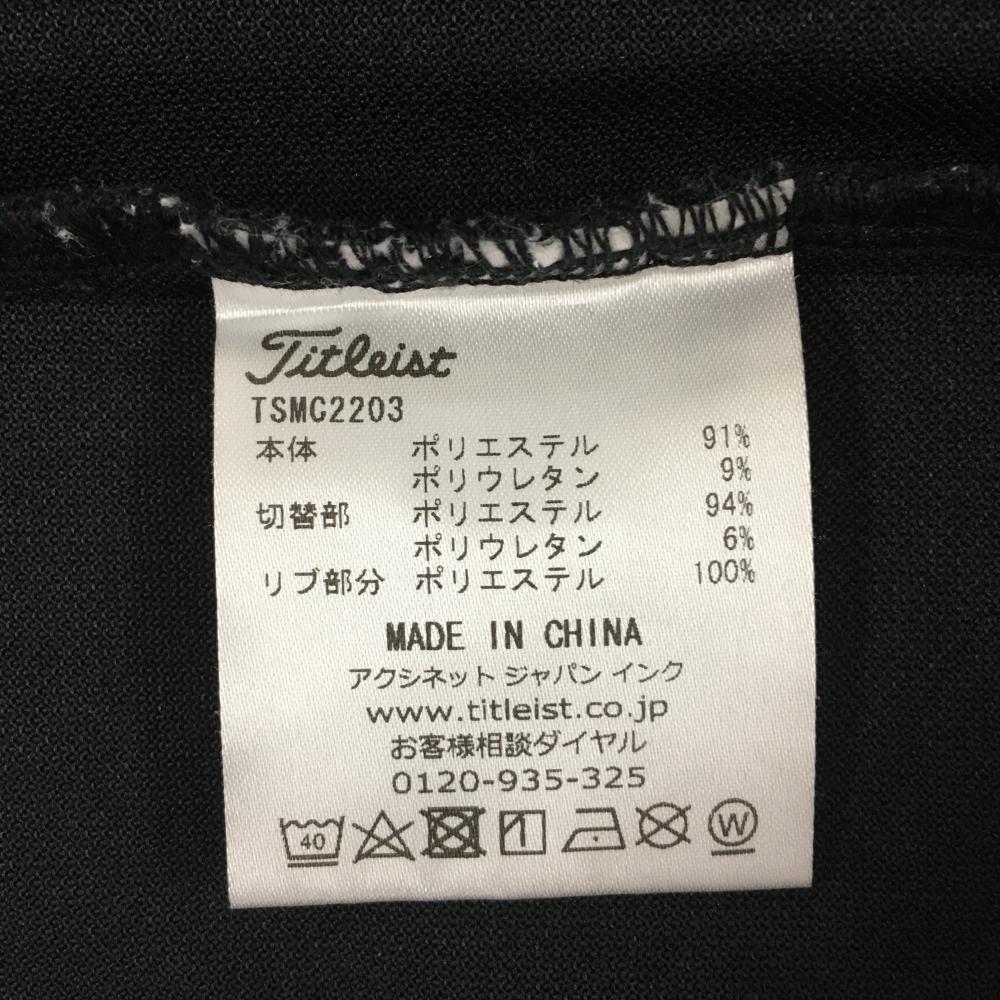 Titleist
TSMC2203
本体 ポリエステル 91%
ポリウレタン 9%
切替部 ポリエステル 94%
ポリウレタン 6%
リブ部分 ポリエステル 100%
MADE IN CHINA
アクシネット ジャパン インク
www.titleist.co.jp
お客様相談ダイヤル
0120-935-325
40 W